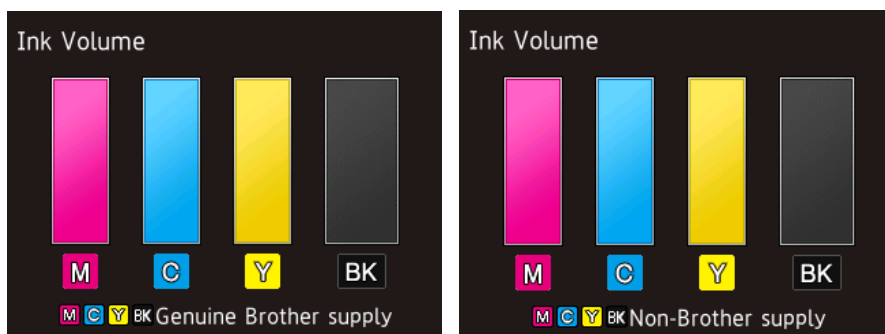 Ink Volume
M C Y BK
M C Y BK Genuine Brother supply
Ink Volume
M C Y BK
M C Y BK Non-Brother supply